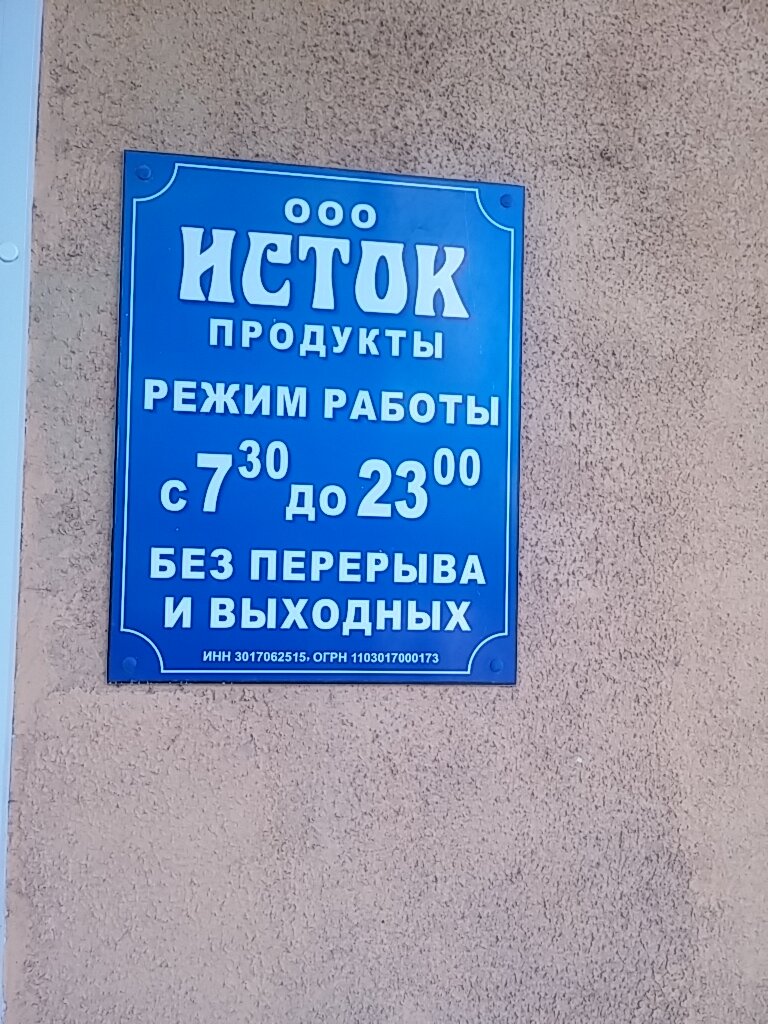 ООО
ИСТОК
ПРОДУКТЫ
РЕЖИМ РАБОТЫ
с 7³⁰ до 23⁰⁰
БЕЗ ПЕРЕРЫВА
И ВЫХОДНЫХ
ИНН 3017062515, ОГРН 1103017000173